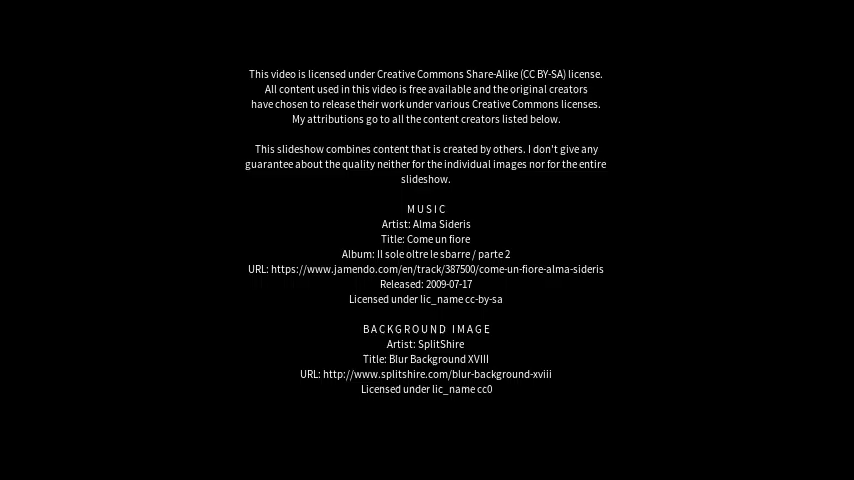 This video is licensed under Creative Commons Share-Alike (CC BY-SA) license.
All content used in this video is free available and the original creators
have chosen to release their work under various Creative Commons licenses.
My attributions go to all the content creators listed below.
This slideshow combines content that is created by others. I don't give any
guarantee about the quality neither for the individual images nor for the entire
slideshow.
MUSIC
Artist: Alma Sideris
Title: Come un fiore
Album: Il sole oltre le sbarre / parte 2
URL: https://www.jamendo.com/en/track/387500/come-un-fiore-alma-sideris
Released: 2009-07-17
Licensed under lic_name cc-by-sa
BACKGROUND IMAGE
Artist: SplitShire
Title: Blur Background XVIII
URL: http://www.splitshire.com/blur-background-xviii
Licensed under lic_name cc0